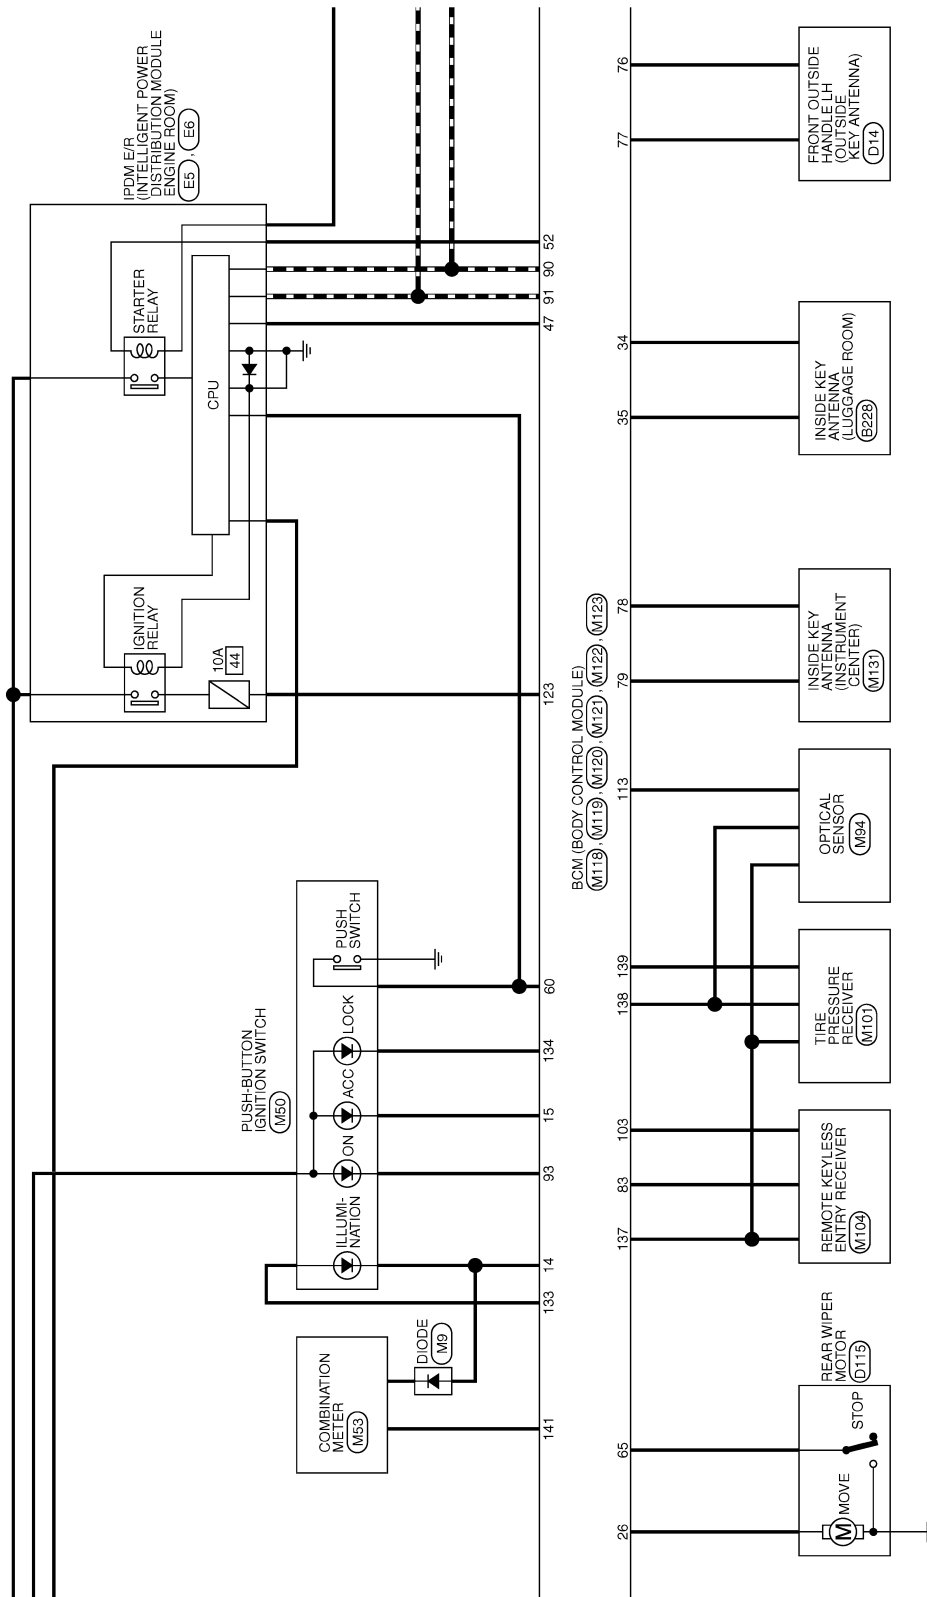 IPDM E/R
(INTELLIGENT POWER
DISTRIBUTION MODULE
ENGINE ROOM)
E5 , E6
STARTER
RELAY
CPU
IGNITION
RELAY
10A
44
52
90
91
47
123
PUSH-BUTTON
IGNITION SWITCH
M50
PUSH
SWITCH
LOCK
ACC
ON
ILLUMI-
NATION
60
134
15
93
14
133
141
COMBINATION
METER
M53
DIODE
M9
BCM (BODY CONTROL MODULE)
M118 , M119 , M120 , M121 , M122 , M123
76
77
34
35
78
79
113
139
138
103
83
137
65
26
FRONT OUTSIDE
HANDLE LH
(OUTSIDE
KEY ANTENNA)
D14
INSIDE KEY
ANTENNA
(LUGGAGE ROOM)
B228
INSIDE KEY
ANTENNA
(INSTRUMENT
CENTER)
M131
OPTICAL
SENSOR
M94
TIRE
PRESSURE
RECEIVER
M101
REMOTE KEYLESS
ENTRY RECEIVER
M104
REAR WIPER
MOTOR
D115
STOP
MOVE
M